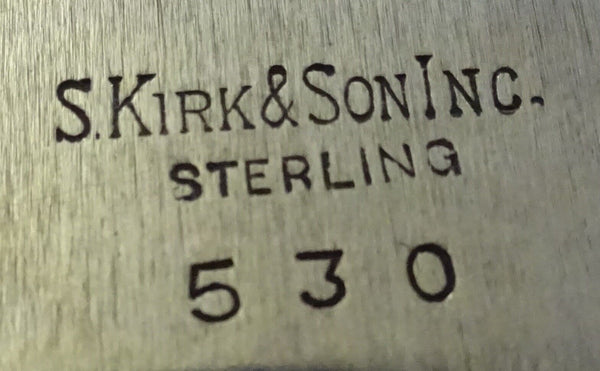 S. KIRK & SON INC.
STERLING
530